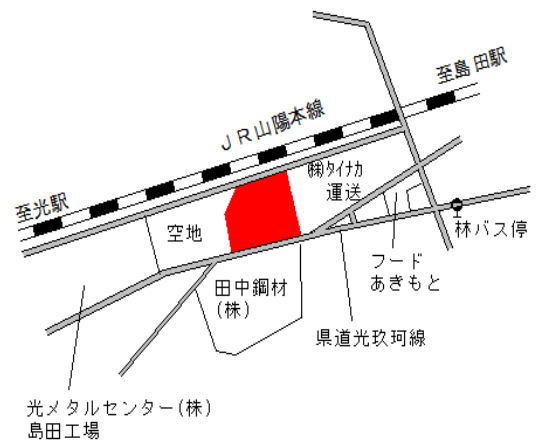 至島田駅
JR山陽本線
㈱タイナカ
運送
至光駅
空地
林バス停
フード
あきもと
田中鋼材
(株)
県道光玖珂線
光メタルセンター(株)
島田工場